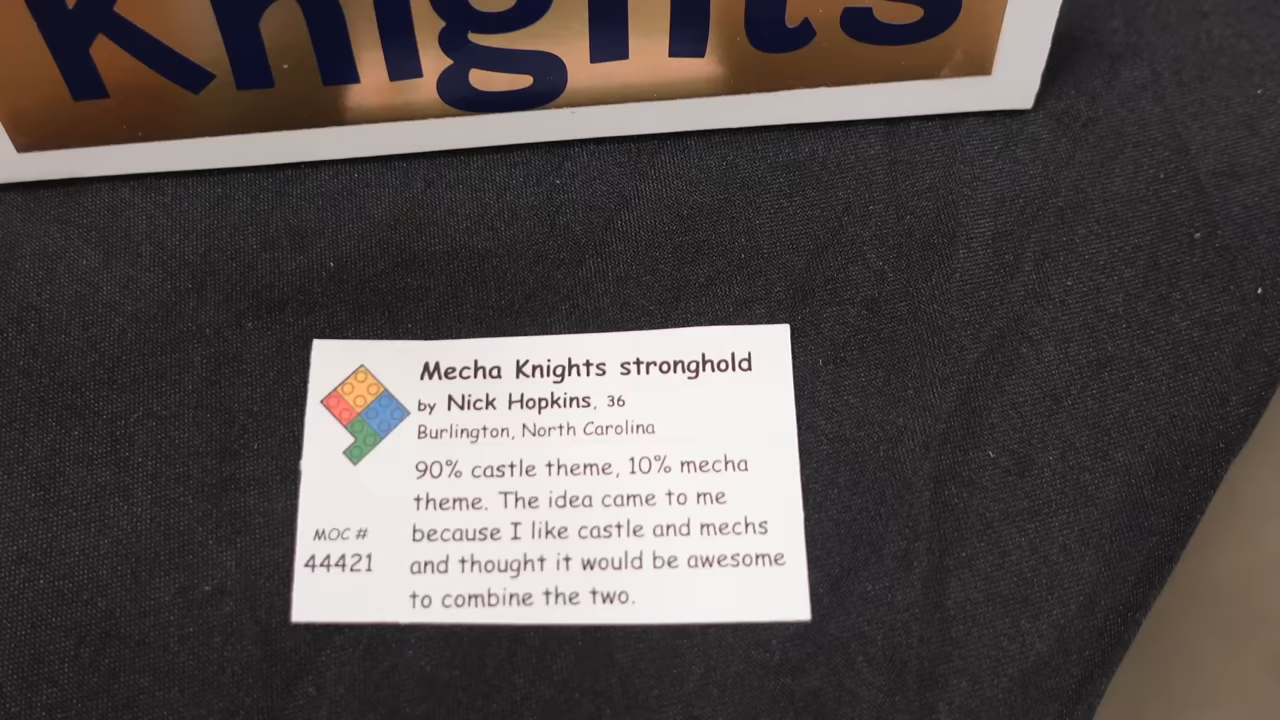 Knights
Mecha Knights stronghold
by Nick Hopkins, 36
Burlington, North Carolina
90% castle theme, 10% mecha
theme. The idea came to me
because I like castle and mechs
and thought it would be awesome
to combine the two.
MOC #
44421